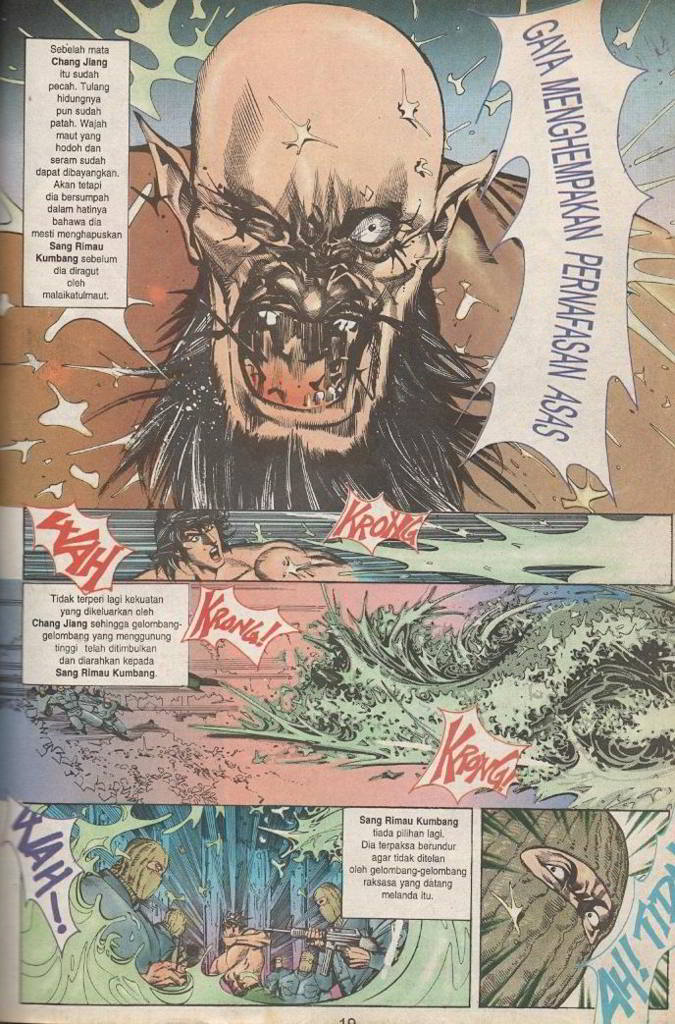 Sebelah mata
Chang Jiang
itu sudah
pecah. Tulang
hidungnya
pun sudah
patah. Wajah
maut yang
hodoh dan
seram sudah
dapat dibayangkan.
Akan tetapi
dia bersumpah
dalam hatinya
bahawa dia
mesti menghapuskan
Sang Rimau
Kumbang sebelum
dia diragut
oleh
malaikatulmaut.
GAYA MENGHEMPAKAN PERNAFASAN ASAS
WAH
KRONG
Tidak terperi lagi kekuatan
yang dikeluarkan oleh
Chang Jiang sehingga gelombang-
gelombang yang menggunung
tinggi telah ditimbulkan
dan diarahkan kepada
Sang Rimau Kumbang.
KRONG!
KRONG!
WAH-!
Sang Rimau Kumbang
tiada pilihan lagi.
Dia terpaksa berundur
agar tidak ditelan
oleh gelombang-gelombang
raksasa yang datang
melanda itu.
AH! TIDA
19